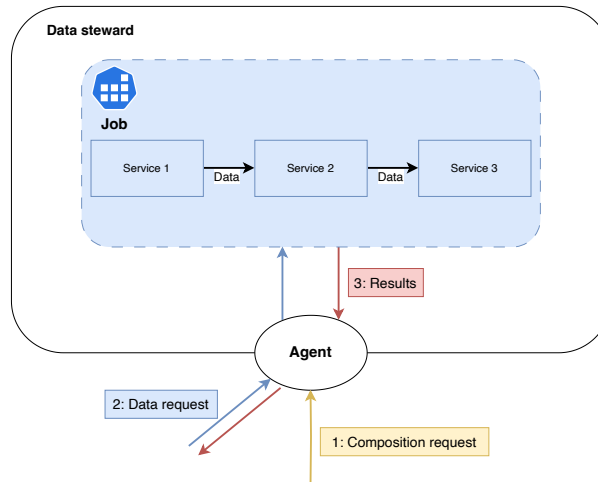 Data steward
Job
Service 1
Data
Service 2
Data
Service 3
3: Results
Agent
2: Data request
1: Composition request